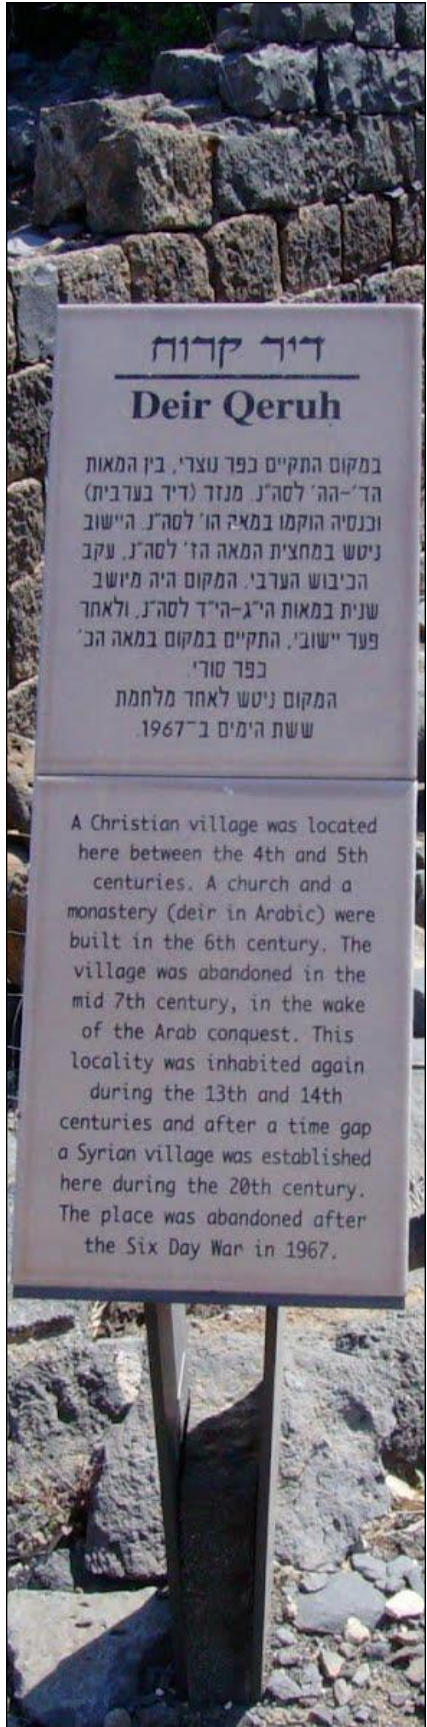 דיר קרוח
Deir Qeruh
במקום התקיים כפר נוצרי, בין המאות
הד'-הה' לסה"נ. מנזר (דיר בערבית)
וכנסיה הוקמו במאה הו' לסה"נ. היישוב
ניטש במחצית המאה הז' לסה"נ, עקב
הכיבוש הערבי. המקום היה מיושב
שנית במאות הי"ג-הי"ד לסה"נ, ולאחר
פער יישובי, התקיים במקום במאה הכ'
כפר סורי.
המקום ניטש לאחר מלחמת
ששת הימים ב-1967.
A Christian village was located
here between the 4th and 5th
centuries. A church and a
monastery (deir in Arabic) were
built in the 6th century. The
village was abandoned in the
mid 7th century, in the wake
of the Arab conquest. This
locality was inhabited again
during the 13th and 14th
centuries and after a time gap
a Syrian village was established
here during the 20th century.
The place was abandoned after
the Six Day War in 1967.